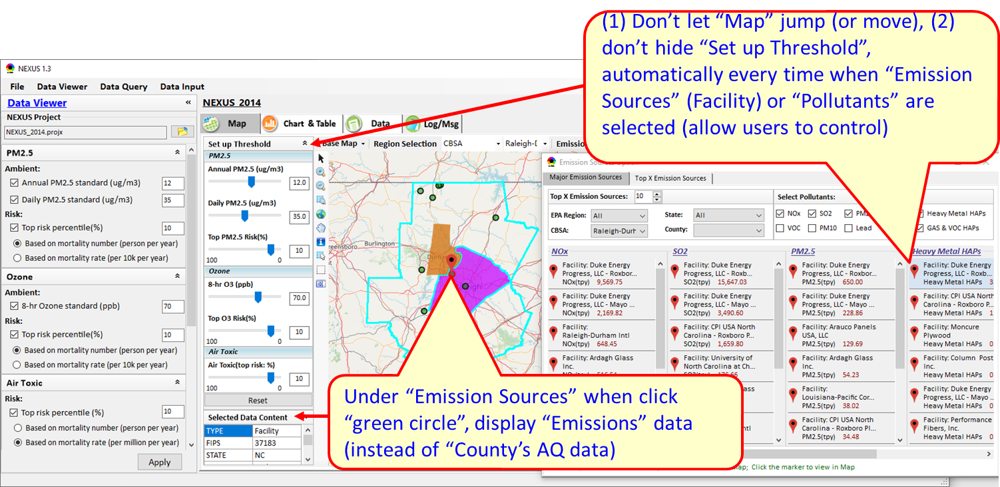 (1) Don’t let “Map” jump (or move), (2)
don’t hide “Set up Threshold”,
automatically every time when “Emission
Sources” (Facility) or “Pollutants” are
selected (allow users to control)
NEXUS 1.3
File Data Viewer Data Query Data Input
Data Viewer «
NEXUS Project
NEXUS_2014.projx
PM2.5
Ambient:
Annual PM2.5 standard (ug/m3) 12
Daily PM2.5 standard (ug/m3) 35
Risk:
Top risk percentile(%) 10
Based on mortality number (person per year)
Based on mortality rate (per 10k per year)
Ozone
Ambient:
8-hr Ozone standard (ppb) 70
Risk:
Top risk percentile(%) 10
Based on mortality number (person per year)
Based on mortality rate (per 10k per year)
Air Toxic
Risk:
Top risk percentile (%) 10
Based on mortality number (person per year)
Based on mortality rate (per million per year)
Apply
NEXUS 2014
Map Chart & Table Data Log/Msg
Set up Threshold
PM2.5
Annual PM2.5 (ug/m3)
12.0
Daily PM2.5 (ug/m3)
35.0
Top PM2.5 Risk(%)
10
100 0
Ozone
8-hr O3 (ppb)
70.0
Top O3 Risk(%)
10
100 0
Air Toxic
Air Toxic(top risk: %)
10
100 0
Reset
Selected Data Content
TYPE Facility
FIPS 37183
STATE NC
Base Map Region Selection CBSA Raleigh-D Emissio
reensboro Burlington
Durha
eigh
Emission Sou
Major Emission Sources Top X Emission Sources
Top X Emission Sources: 10
EPA Region: All State: All
CBSA: Raleigh-Durh County:
Select Pollutants:
NOx SO2 PM2 Heavy Metal HAPs
VOC PM10 Lead GAS & VOC HAPs
NOx
Facility: Duke Energy
Progress, LLC - Roxbor...
NOx(tpy) 9,569.75
Facility: Duke Energy
Progress, LLC - Mayo ...
NOx(tpy) 2,169.82
Facility:
Raleigh-Durham Intl
NOx(tpy) 648.45
Facility: Ardagh Glass
Inc.
SO2
Facility: Duke Energy
Progress, LLC - Roxb...
SO2(tpy) 15,647.03
Facility: Duke Energy
Progress, LLC - Mayo ...
SO2(tpy) 3,490.60
Facility: CPI USA North
Carolina - Roxboro P...
SO2(tpy) 1,659.80
Facility: University of
North Carolina at Ch...
ass
ntl
PM2.5
Facility: Duke Energy
Progress, LLC - Roxbor...
PM2.5(tpy) 650.00
Facility: Duke Energy
Progress, LLC - Mayo ...
PM2.5(tpy) 228.86
Facility: Arauco Panels
USA, LLC
PM2.5(tpy) 129.69
Facility: Ardagh Glass
Inc.
PM2.5(tpy) 54.23
Facility:
Louisiana-Pacific Cor...
PM2.5(tpy) 38.02
Facility: CPI USA North
Carolina - Roxboro Pl...
PM2.5(tpy) 34.48
Heavy Metal HAPs
Facility: Duke Energy
Progress, LLC - Roxb...
Heavy Metal HAPs 3
Facility: CPI USA North
Carolina - Roxboro P...
Heavy Metal HAPs 1
Facility: Moncure
Plywood
Heavy Metal HAPs 0
Facility: Column Post
Inc.
Heavy Metal HAPs 0
Facility: Duke Energy
Progress, LLC - Mayo ..
Heavy Metal HAPs 0
Facility: Performance
Fibers, Inc.
Heavy Metal HAPs 0
ap; Click the marker to view in Map
Under “Emission Sources” when click
“green circle”, display “Emissions” data
(instead of “County’s AQ data)